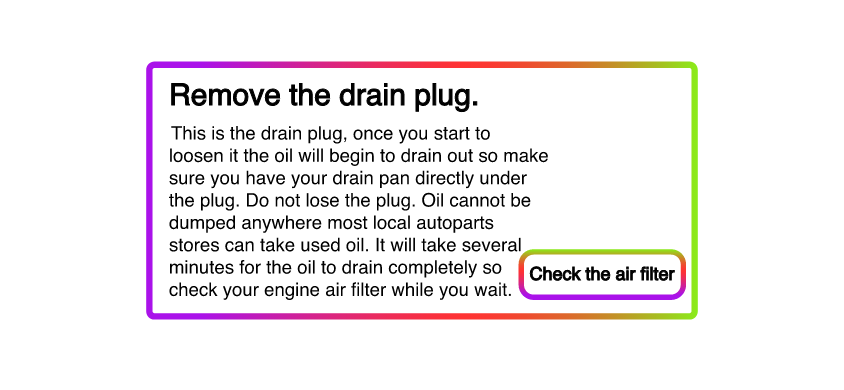 Remove the drain plug.
This is the drain plug, once you start to
loosen it the oil will begin to drain out so make
sure you have your drain pan directly under
the plug. Do not lose the plug. Oil cannot be
dumped anywhere most local autoparts
stores can take used oil. It will take several
minutes for the oil to drain completely so
check your engine air filter while you wait.
Check the air filter